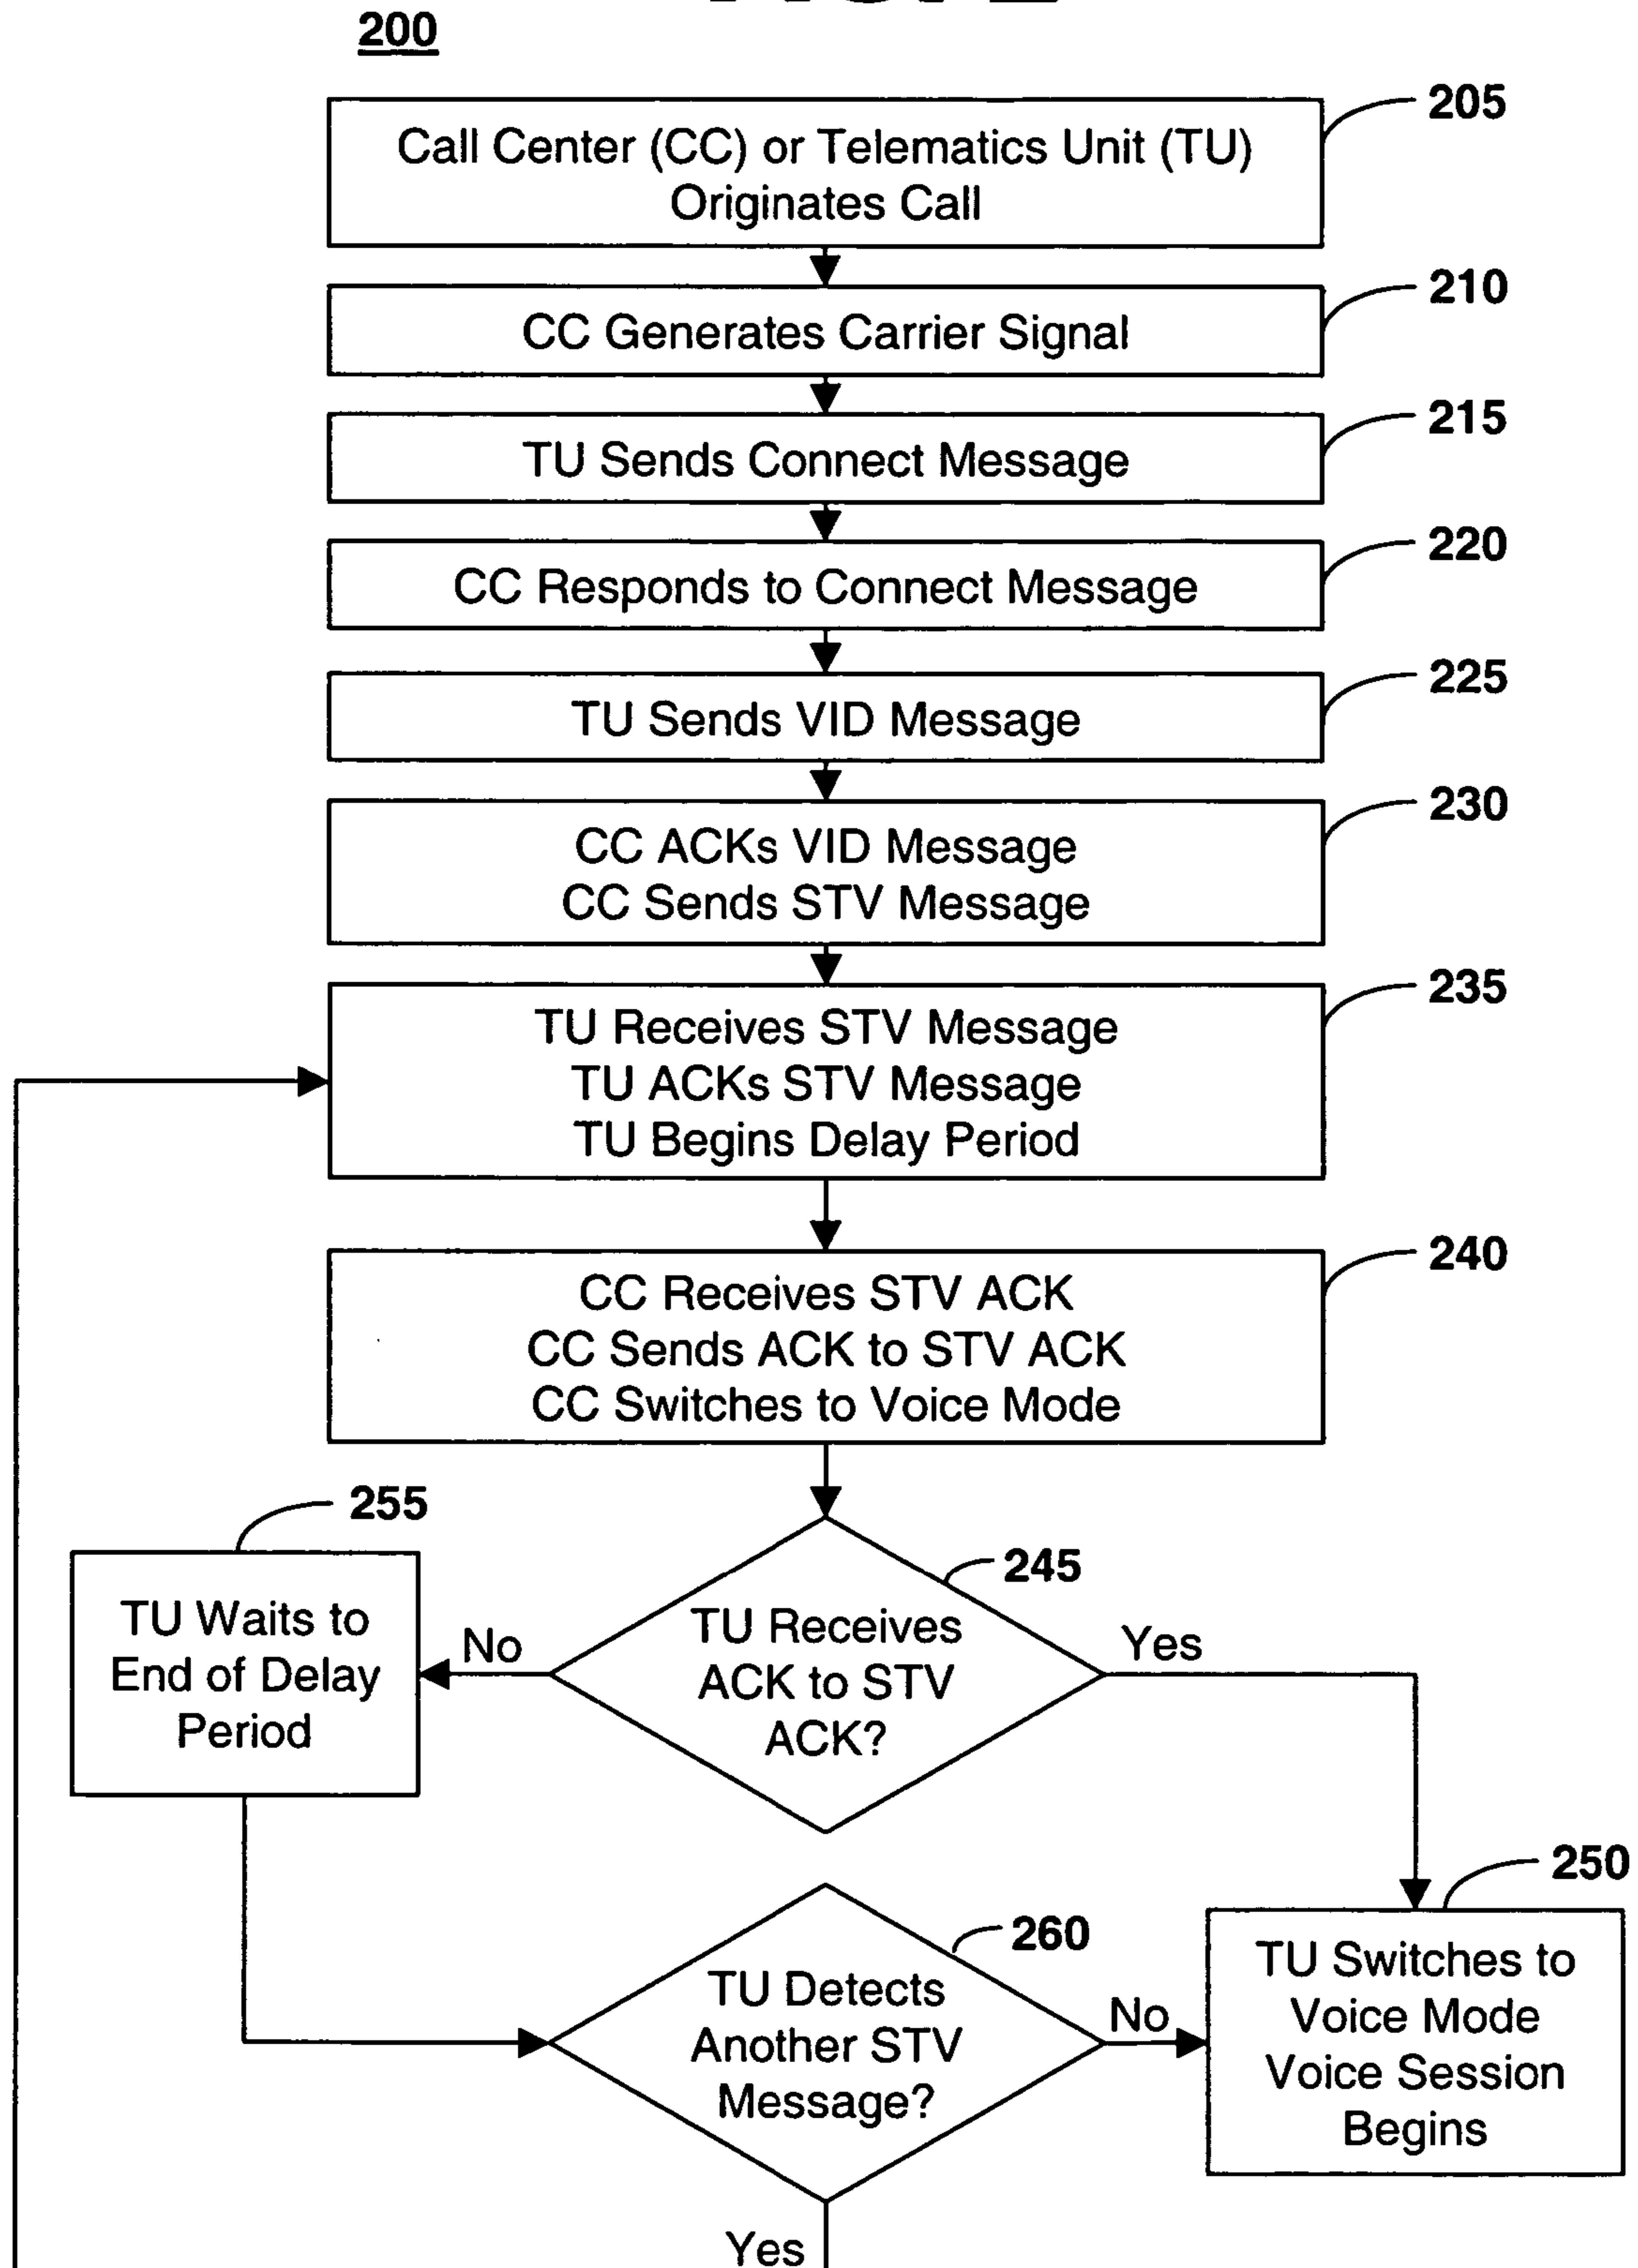 200
205
Call Center (CC) or Telematics Unit (TU)
Originates Call
210
CC Generates Carrier Signal
215
TU Sends Connect Message
220
CC Responds to Connect Message
225
TU Sends VID Message
230
CC ACKs VID Message
CC Sends STV Message
235
TU Receives STV Message
TU ACKs STV Message
TU Begins Delay Period
240
CC Receives STV ACK
CC Sends ACK to STV ACK
CC Switches to Voice Mode
255
TU Waits to
End of Delay
Period
No
245
TU Receives
ACK to STV
ACK?
Yes
250
TU Switches to
Voice Mode
Voice Session
Begins
260
TU Detects
Another STV
Message?
No
Yes